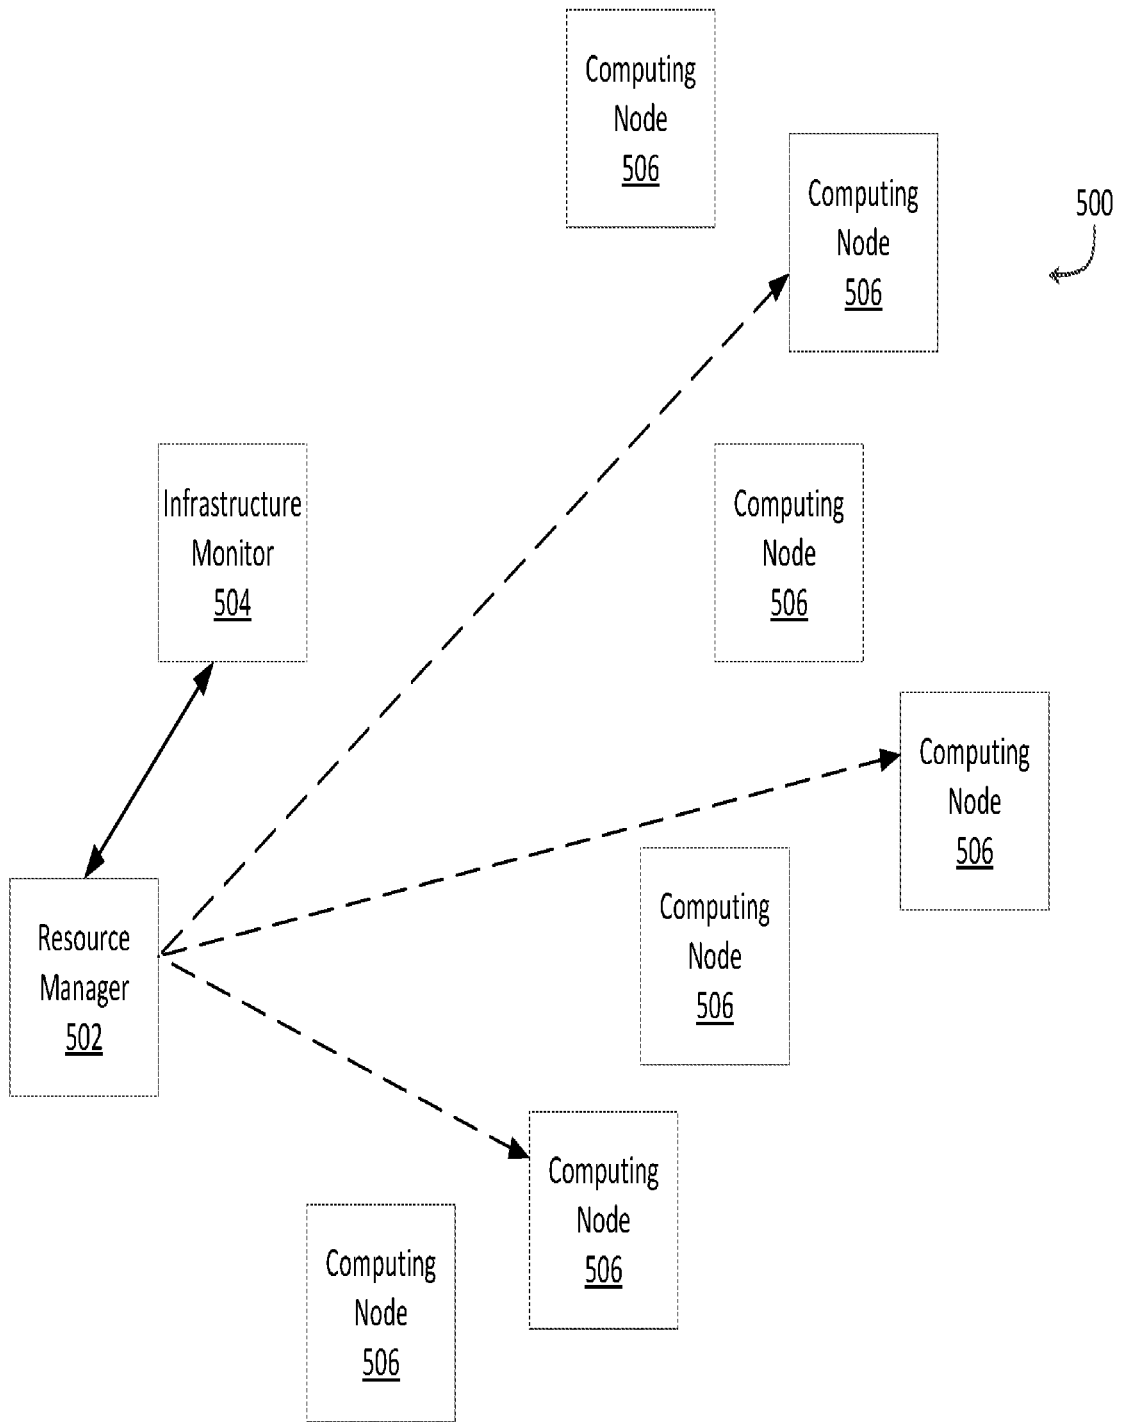 Computing
Node
506
Computing
Node
506
500
Infrastructure
Monitor
504
Computing
Node
506
Computing
Node
506
Computing
Node
506
Resource
Manager
502
Computing
Node
506
Computing
Node
506